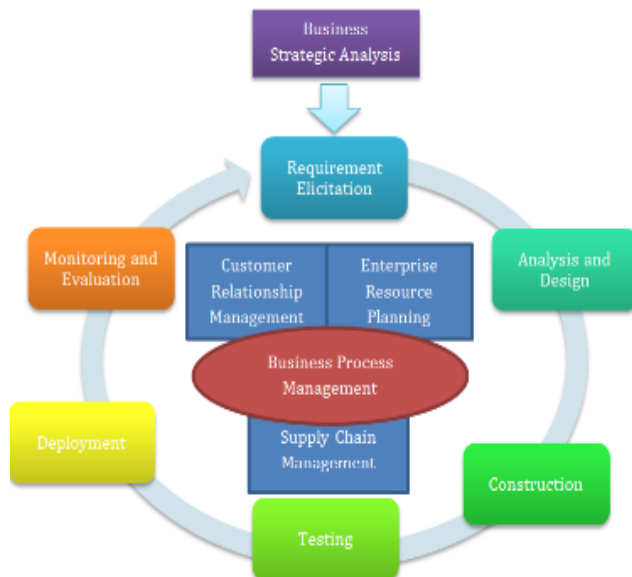 Business
Strategic Analysis
Requirement
Elicitation
Monitoring and
Evaluation
Customer
Relationship
Management
Enterprise
Resource
Planning
Analysis and
Design
Business Process
Management
Deployment
Supply Chain
Management
Construction
Testing